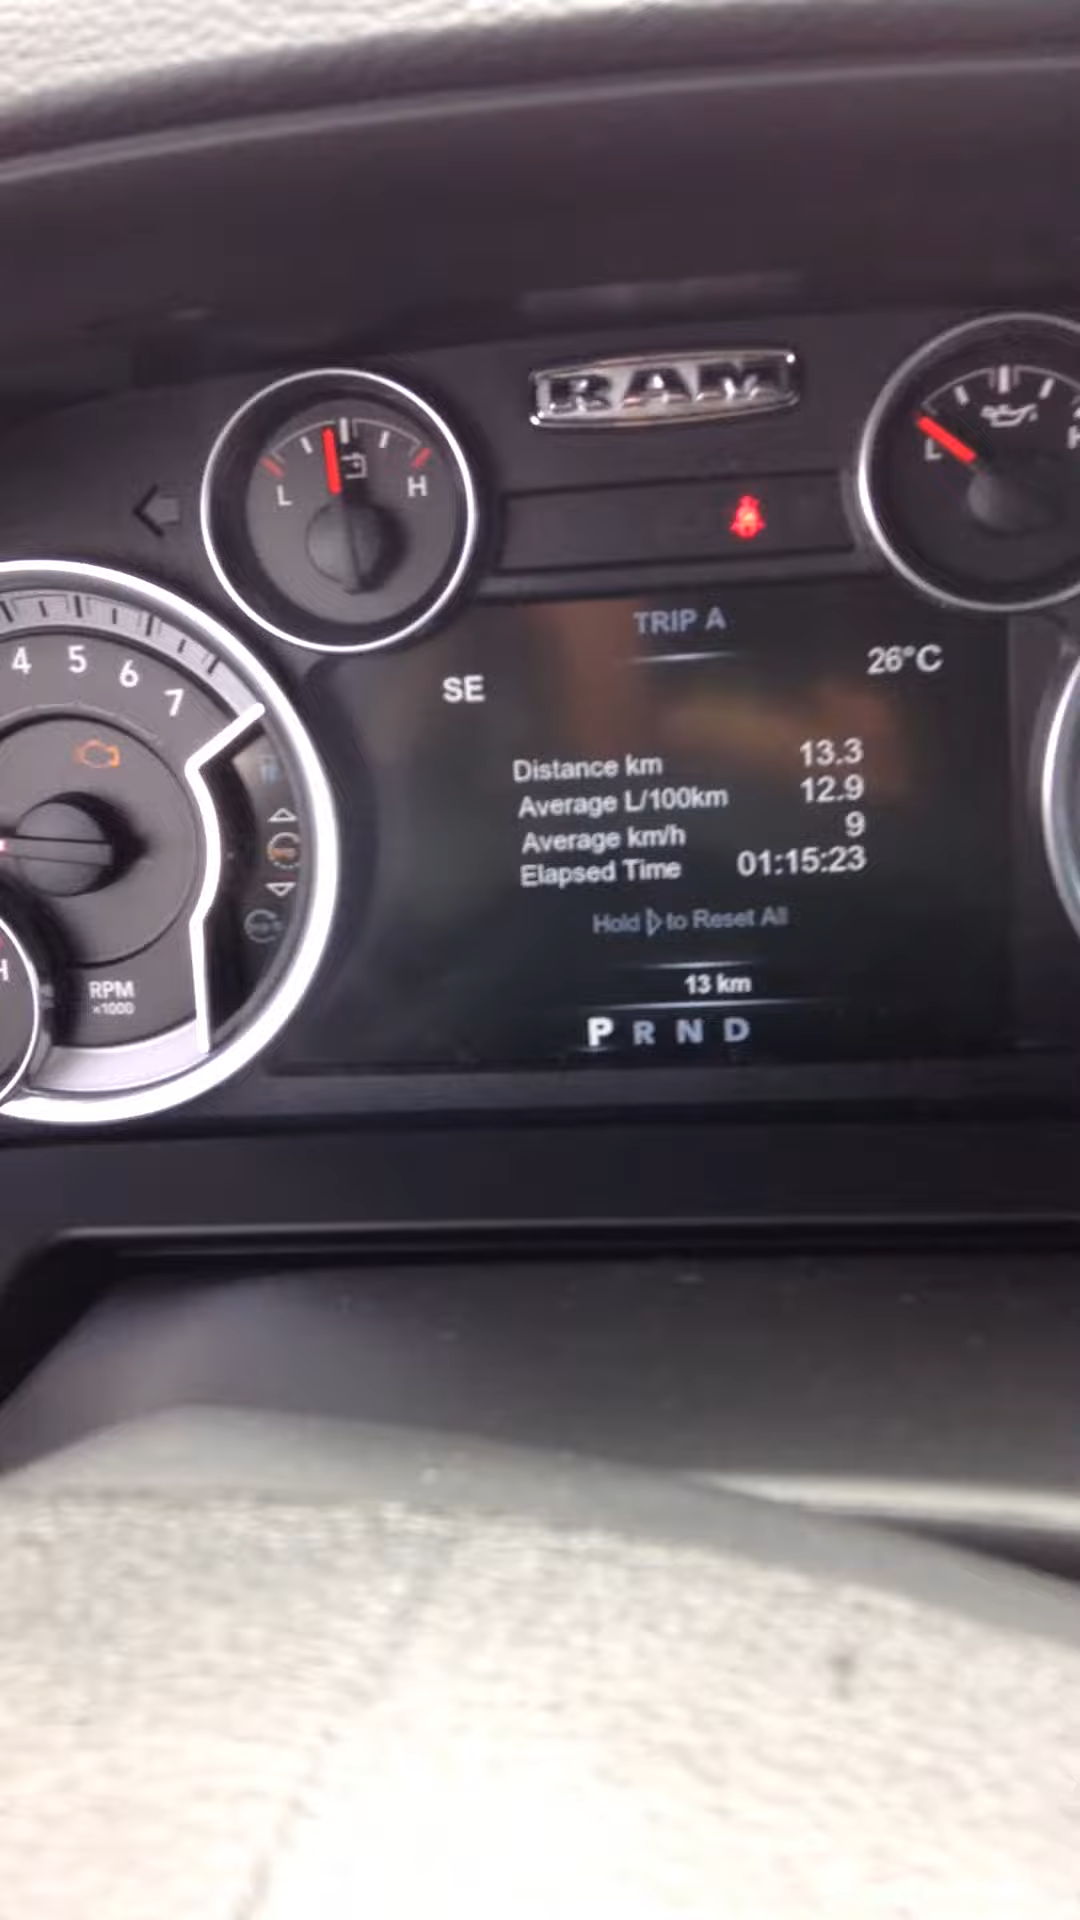 RAM
L H
L H
TRIP A
SE 26°C
4 5 6 7
Distance km 13.3
Average L/100km 12.9
Average km/h 9
Elapsed Time 01:15:23
Hold to Reset All
13 km
P R N D
H
RPM
x1000